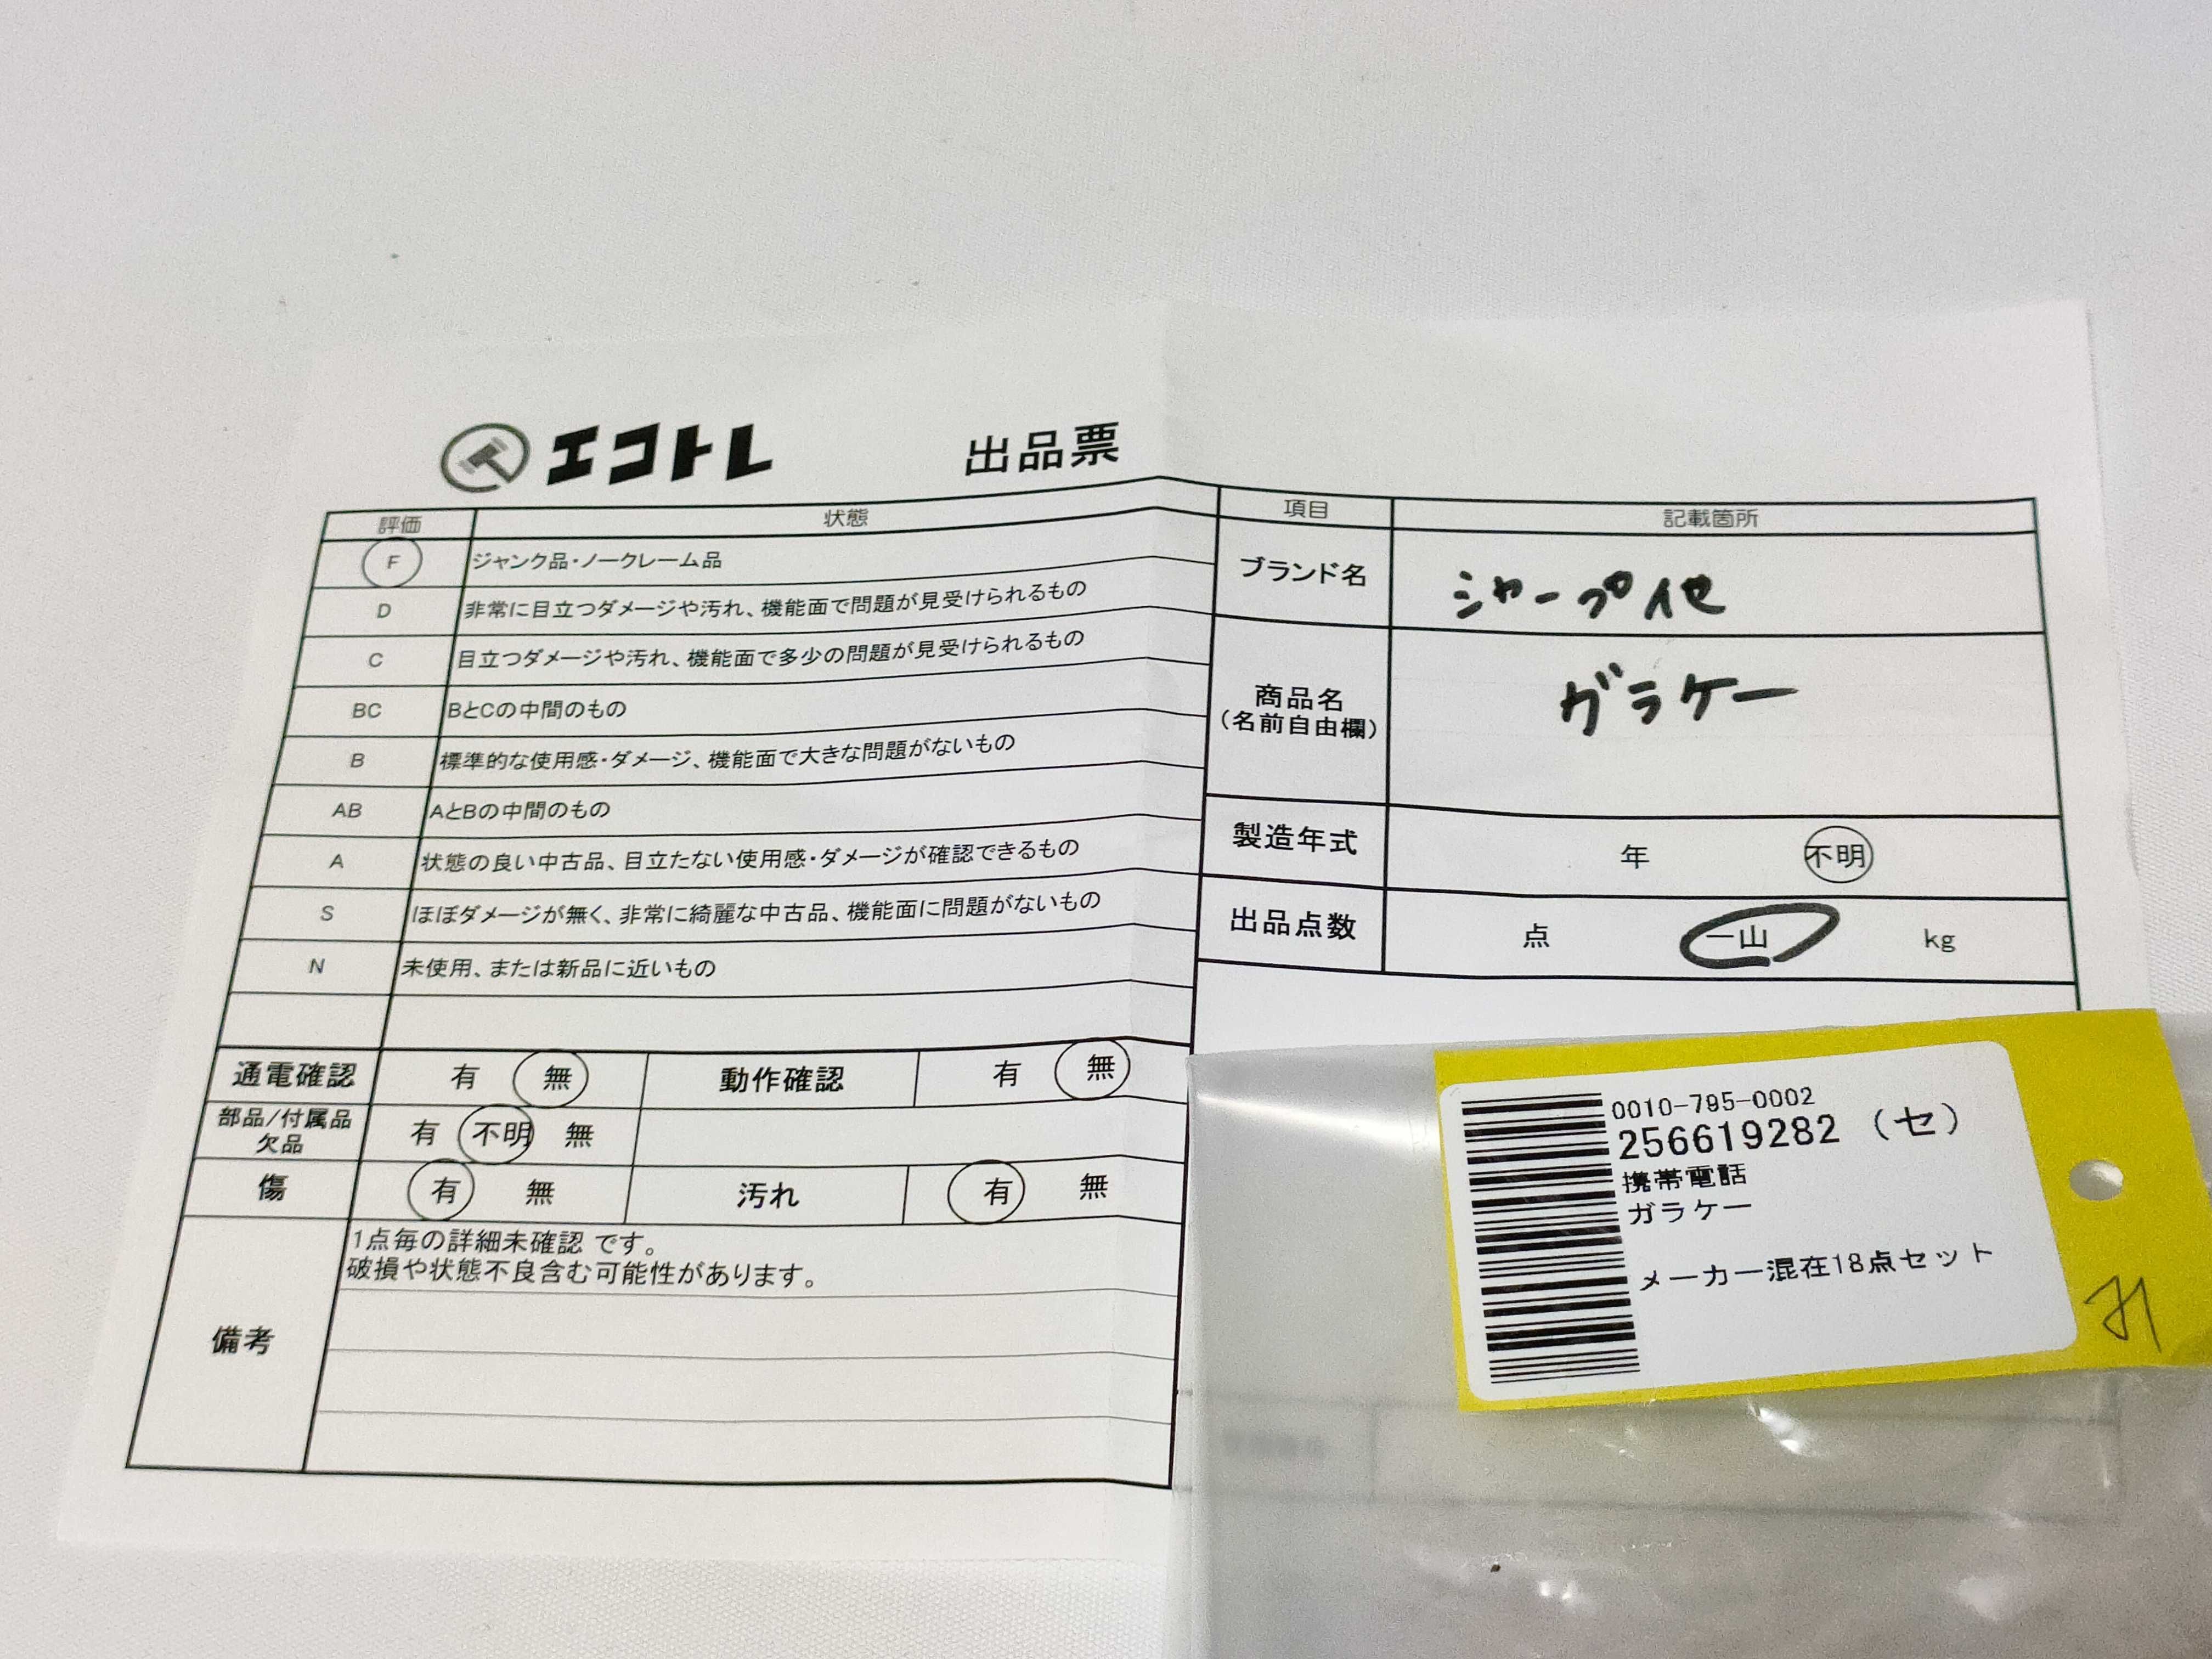 エコトレ 出品票
評価 状態
F ジャンク品・ノークレーム品
D 非常に目立つダメージや汚れ、機能面で問題が見受けられるもの
C 目立つダメージや汚れ、機能面で多少の問題が見受けられるもの
BC BとCの中間のもの
B 標準的な使用感・ダメージ、機能面で大きな問題がないもの
AB AとBの中間のもの
A 状態の良い中古品、目立たない使用感・ダメージが確認できるもの
S ほぼダメージが無く、非常に綺麗な中古品、機能面に問題がないもの
N 未使用、または新品に近いもの
通電確認 有 無 動作確認 有 無
部品/付属品
欠品 有 不明 無
傷 有 無 汚れ 有 無
備考
1点毎の詳細未確認 です。
破損や状態不良含む可能性があります。
項目 記載箇所
ブランド名 シャープ他
商品名
(名前自由欄) ガラケー
製造年式 年 不明
出品点数 点 一山 kg
0010-795-0002
256619282 (セ)
携帯電話
ガラケー
メーカー混在18点セット